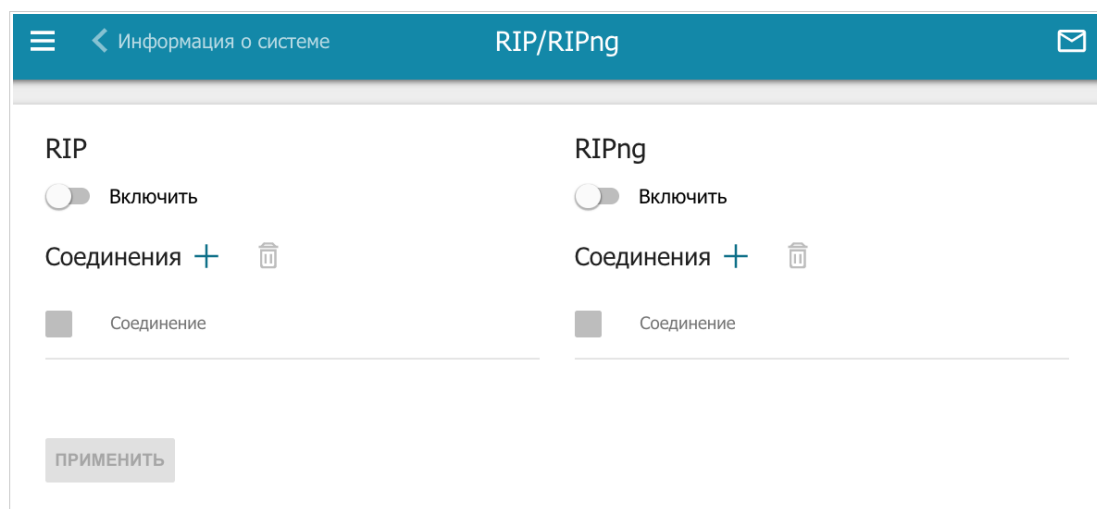 Информация о системе
RIP/RIPng
RIP
Включить
Соединения
Соединение
RIPng
Включить
Соединения
Соединение
ПРИМЕНИТЬ